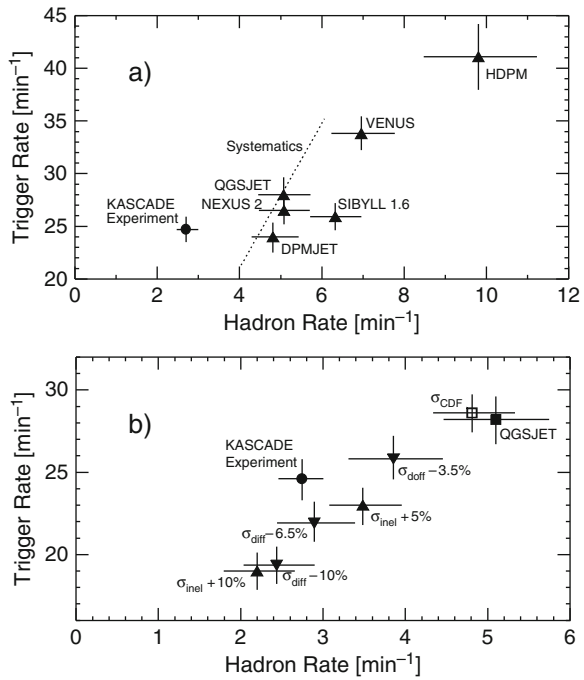 a)
45
40
35
30
25
20
Trigger Rate [min⁻¹]
HDPM
VENUS
Systematics
QGSJET
KASCADE
Experiment
NEXUS 2
SIBYLL 1.6
DPMJET
0 2 4 6 8 10 12
Hadron Rate [min⁻¹]
b)
30
20
Trigger Rate [min⁻¹]
σCDF
QGSJET
KASCADE
Experiment
σdoff −3.5%
σinel +5%
σdiff −6.5%
σinel +10%
σdiff −10%
0 1 2 3 4 5 6
Hadron Rate [min⁻¹]